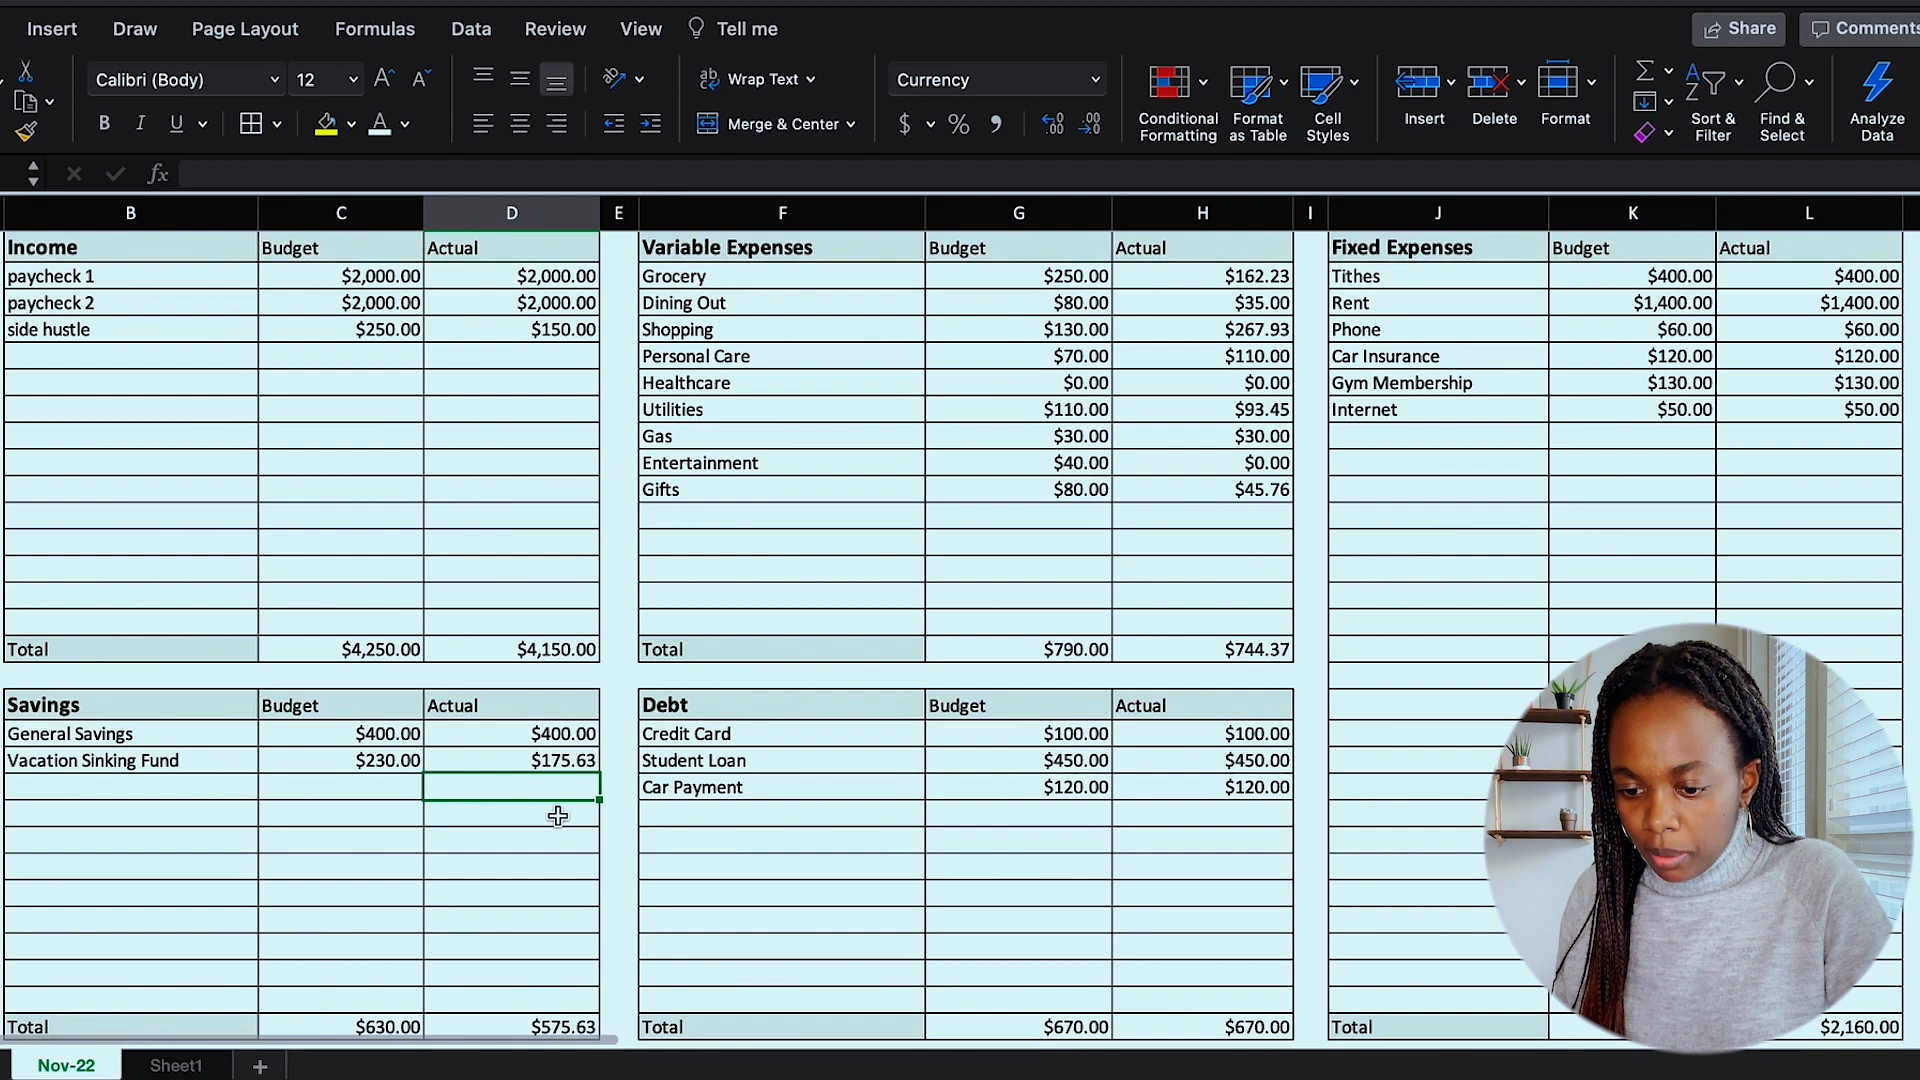 Insert Draw Page Layout Formulas Data Review View Tell me Share Comments
Calibri (Body) 12 A A Wrap Text Currency
B I U A Merge & Center $ % Conditional Formatting Format as Table Cell Styles Insert Delete Format Sort & Filter Find & Select Analyze Data
fx
B C D E F G H I J K L
Income Budget Actual Variable Expenses Budget Actual Fixed Expenses Budget Actual
paycheck 1 $2,000.00 $2,000.00 Grocery $250.00 $162.23 Tithes $400.00 $400.00
paycheck 2 $2,000.00 $2,000.00 Dining Out $80.00 $35.00 Rent $1,400.00 $1,400.00
side hustle $250.00 $150.00 Shopping $130.00 $267.93 Phone $60.00 $60.00
Personal Care $70.00 $110.00 Car Insurance $120.00 $120.00
Healthcare $0.00 $0.00 Gym Membership $130.00 $130.00
Utilities $110.00 $93.45 Internet $50.00 $50.00
Gas $30.00 $30.00
Entertainment $40.00 $0.00
Gifts $80.00 $45.76
Total $4,250.00 $4,150.00 Total $790.00 $744.37
Savings Budget Actual Debt Budget Actual
General Savings $400.00 $400.00 Credit Card $100.00 $100.00
Vacation Sinking Fund $230.00 $175.63 Student Loan $450.00 $450.00
Car Payment $120.00 $120.00
Total $630.00 $575.63 Total $670.00 $670.00 Total $2,160.00
Nov-22 Sheet1 +